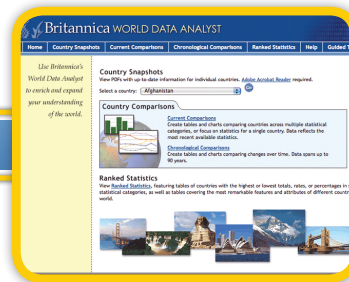 Britannica WORLD DATA ANALYST
Home Country Snapshots Current Comparisons Chronological Comparisons Ranked Statistics Help Guided T
Use Britannica's
World Data Analyst
to enrich and expand
your understanding
of the world.
Country Snapshots
View PDFs with up-to-date information for individual countries. Adobe Acrobat Reader required.
Select a country: Afghanistan Go
Country Comparisons
Current Comparisons
Create tables and charts comparing countries across multiple statistical
categories, or focus on statistics for a single country. Data reflects the
most recent available statistics.
Chronological Comparisons
Create tables and charts comparing changes over time. Data spans up to
90 years.
Ranked Statistics
View Ranked Statistics, featuring tables of countries with the highest or lowest totals, rates, or percentages in s
statistical categories, as well as tables covering the most remarkable features and attributes of different countr
world.